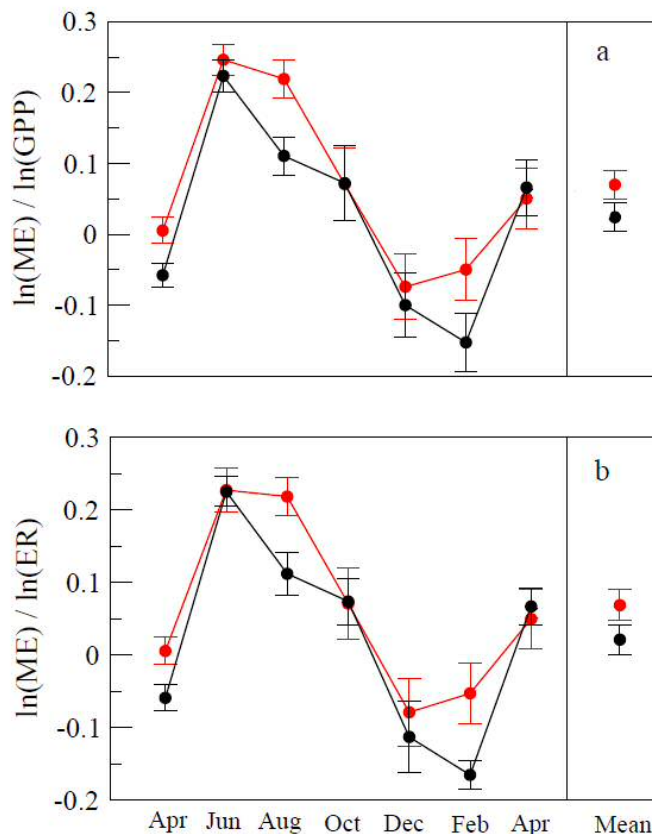 0.3
a
0.2
0.1
0
-0.1
-0.2
ln(ME) / ln(GPP)
0.3
b
0.2
0.1
0
-0.1
-0.2
ln(ME) / ln(ER)
Apr Jun Aug Oct Dec Feb Apr Mean